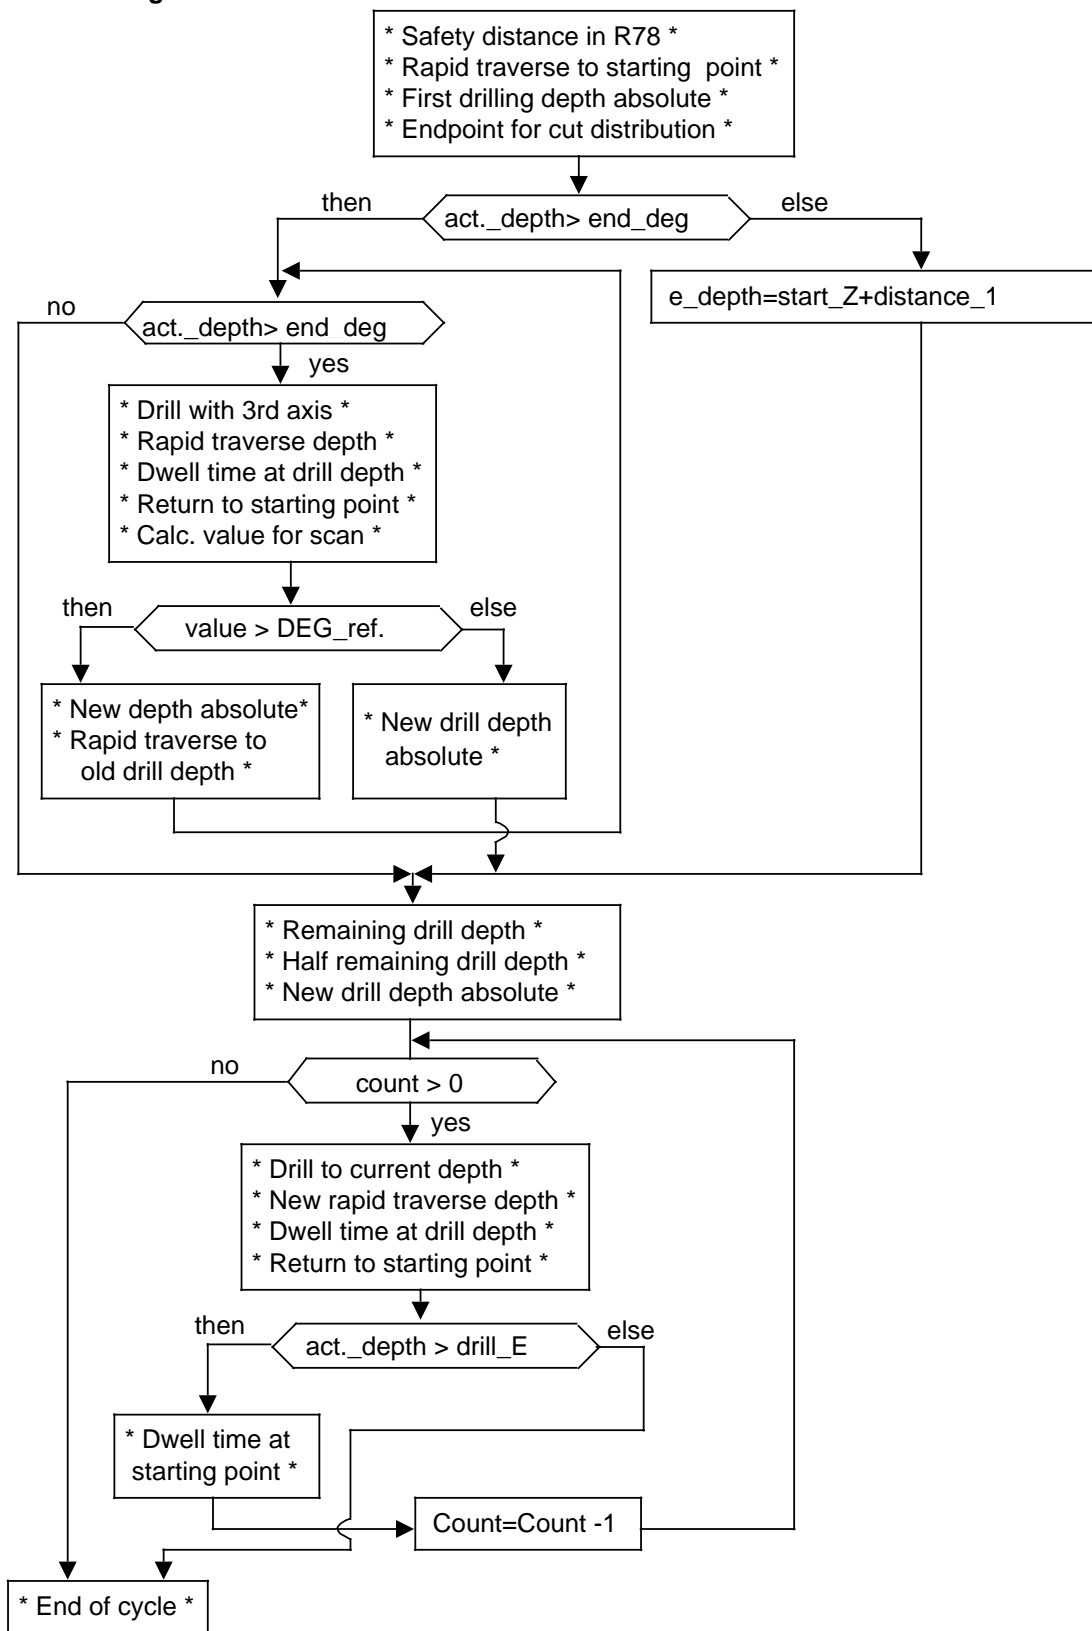 * Safety distance in R78 *
* Rapid traverse to starting point *
* First drilling depth absolute *
* Endpoint for cut distribution *
then
act._depth> end_deg
else
e_depth=start_Z+distance_1
no
act._depth> end deg
yes
* Drill with 3rd axis *
* Rapid traverse depth *
* Dwell time at drill depth *
* Return to starting point *
* Calc. value for scan *
then
value > DEG_ref.
else
* New depth absolute*
* Rapid traverse to
old drill depth *
* New drill depth
absolute *
* Remaining drill depth *
* Half remaining drill depth *
* New drill depth absolute *
no
count > 0
yes
* Drill to current depth *
* New rapid traverse depth *
* Dwell time at drill depth *
* Return to starting point *
then
act._depth > drill_E
else
* Dwell time at
starting point *
Count=Count -1
* End of cycle *